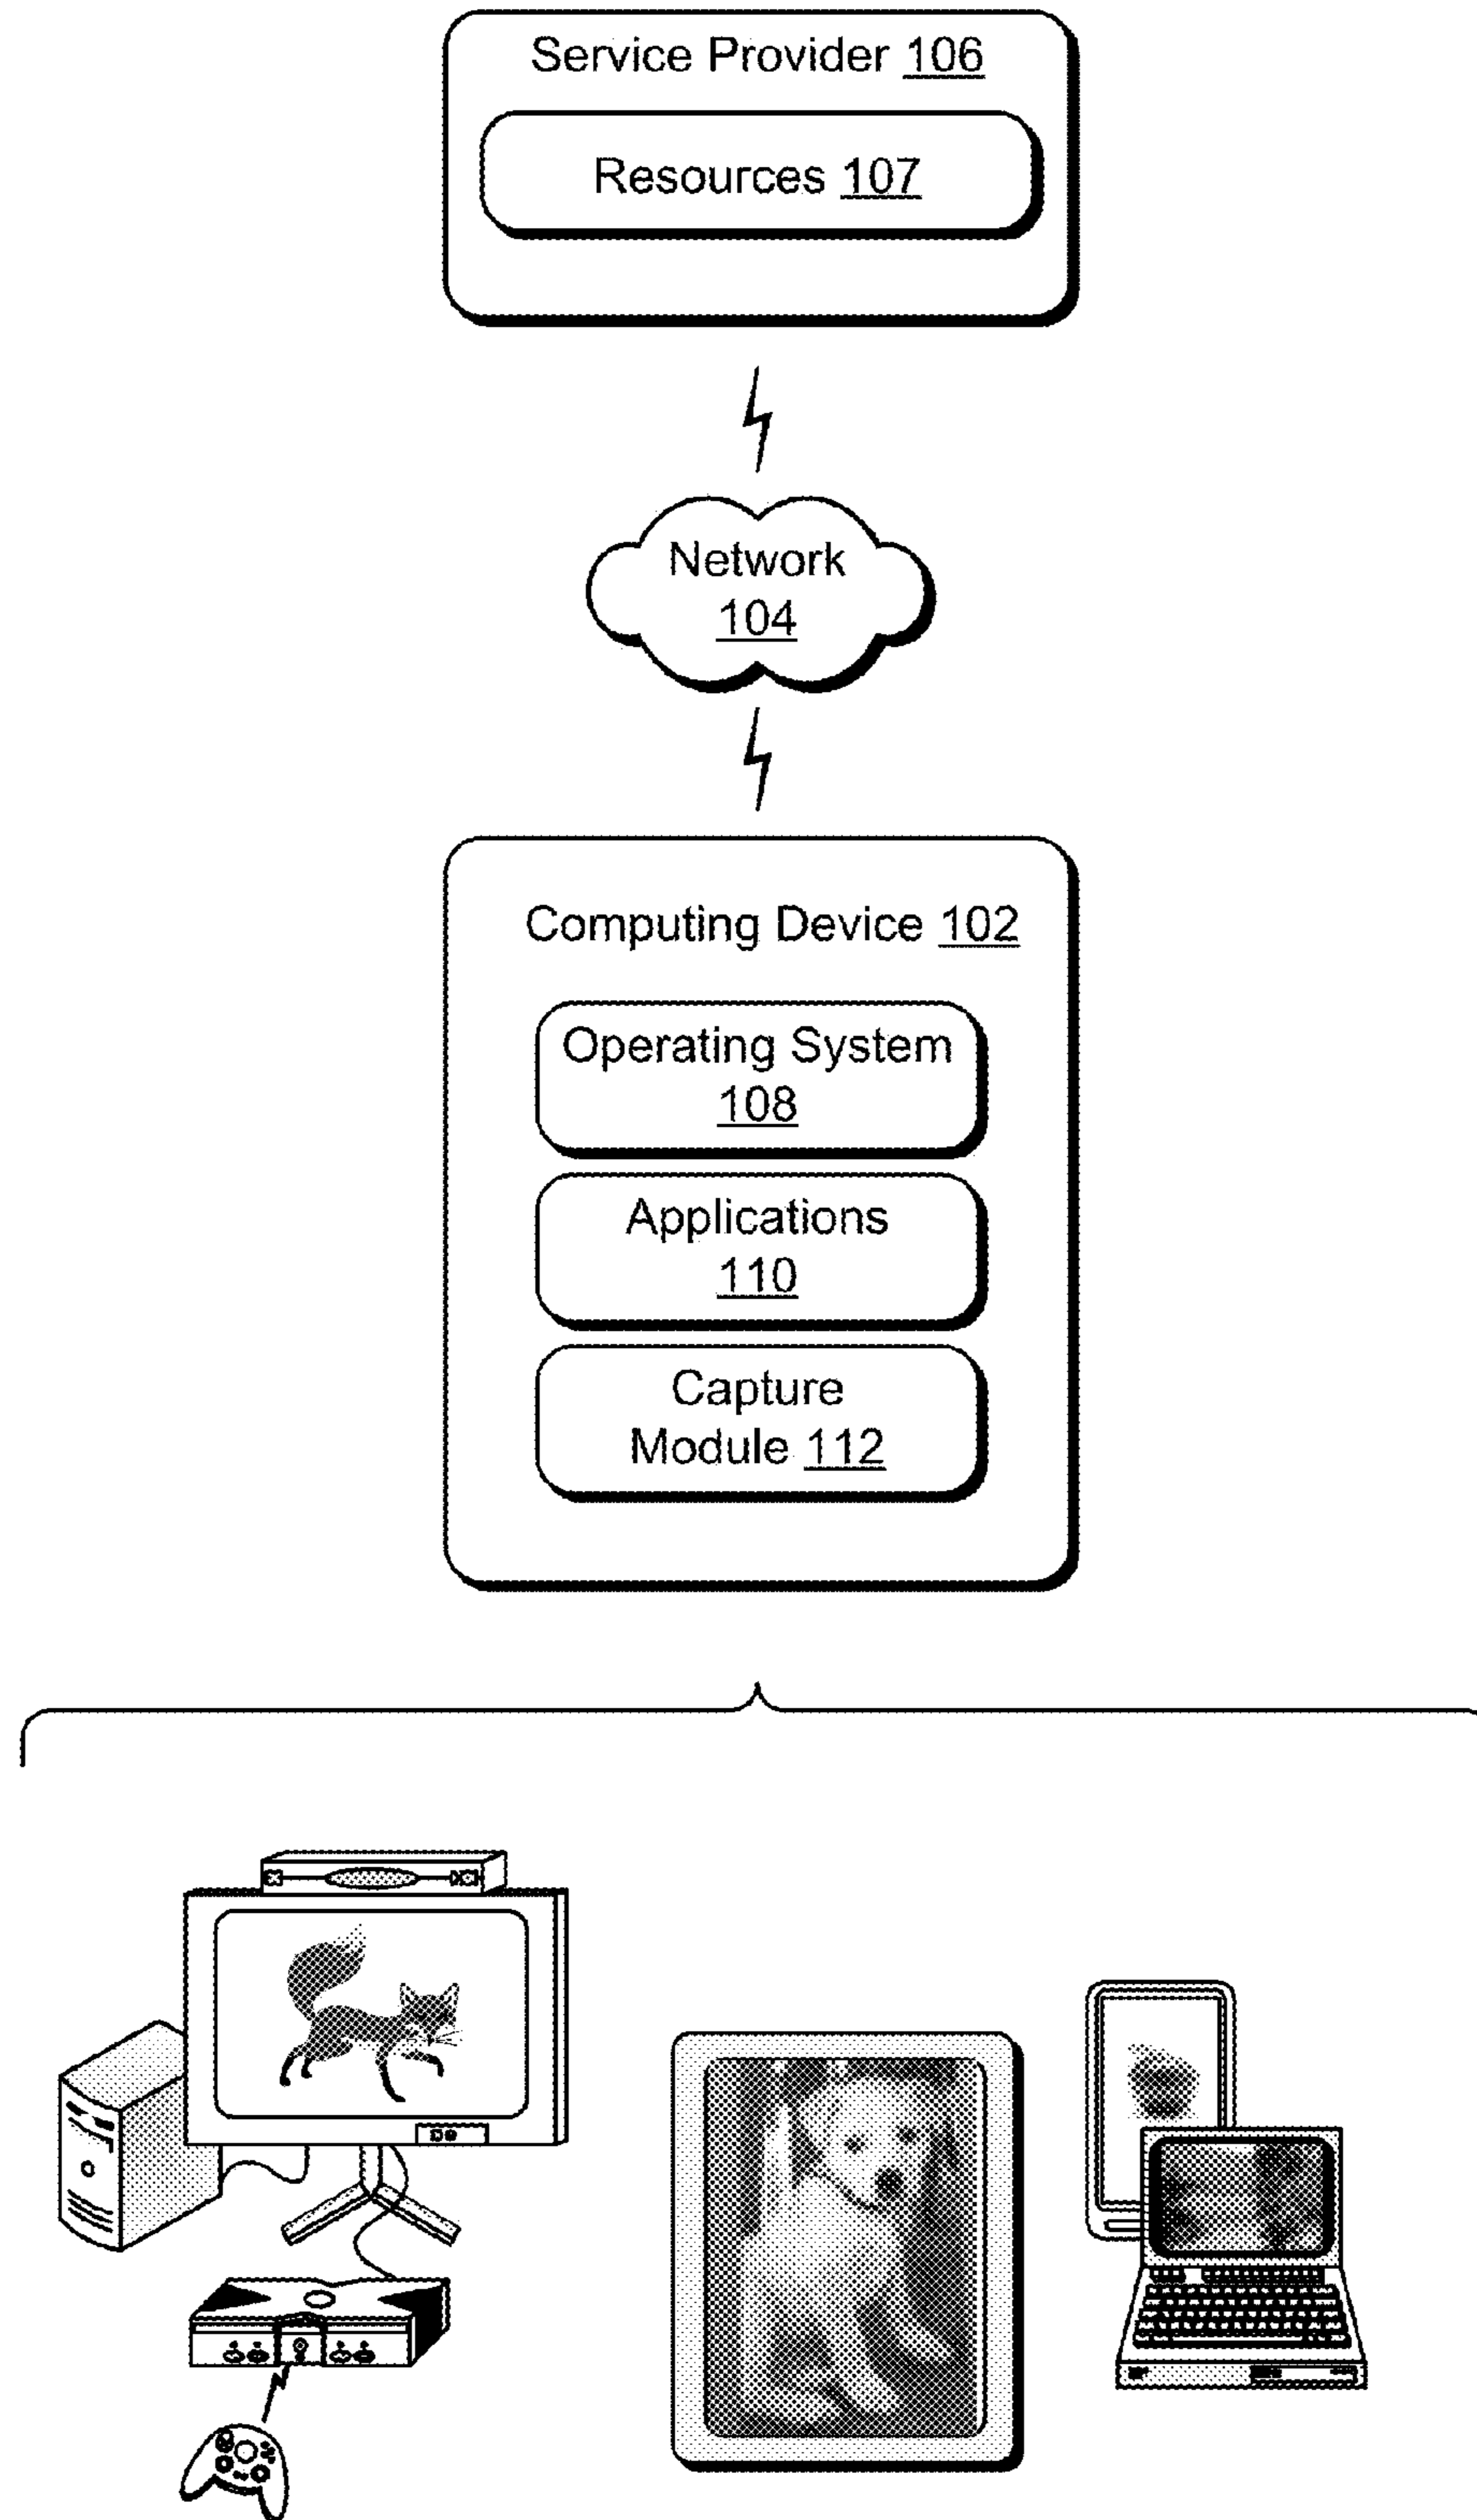 Service Provider 106
Resources 107
Network
104
Computing Device 102
Operating System
108
Applications
110
Capture
Module 112